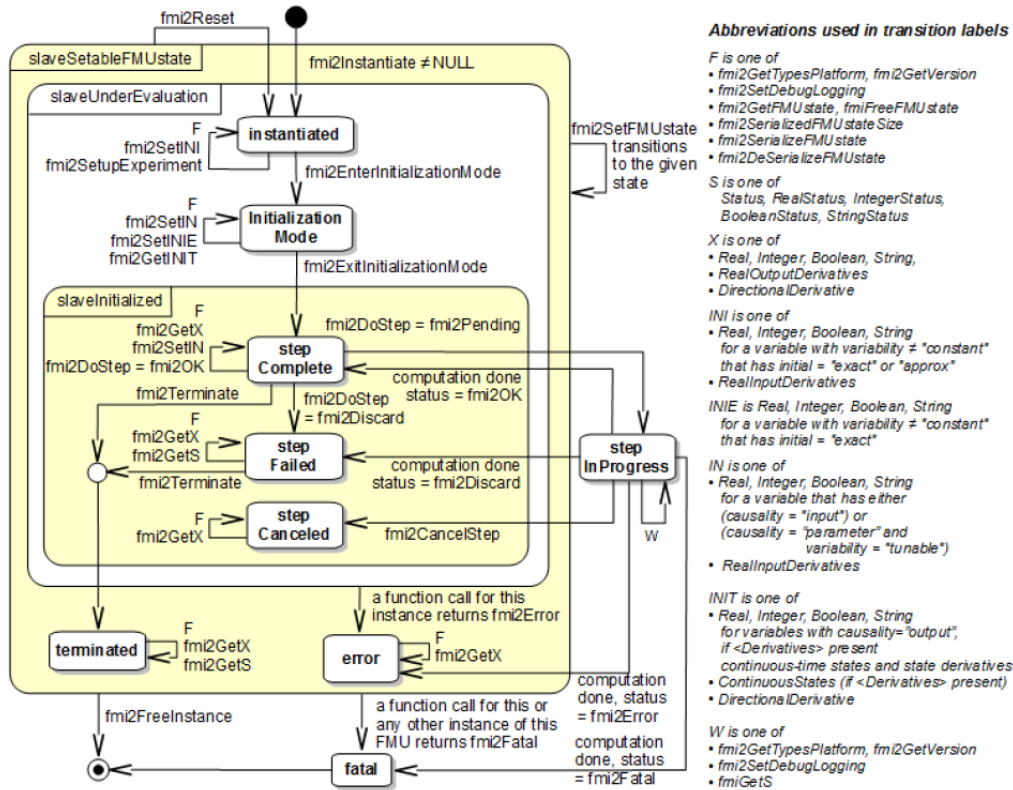 fmi2Reset
slaveSetableFMUstate
fmi2Instantiate ≠ NULL
slaveUnderEvaluation
F
fmi2SetINI
fmi2SetupExperiment
instantiated
fmi2SetFMUstate
transitions
to the given
state
fmi2EnterInitializationMode
F
fmi2SetIN
fmi2SetINIE
fmi2GetINIT
Initialization
Mode
fmi2ExitInitializationMode
slaveInitialized
F
fmi2GetX
fmi2SetIN
fmi2DoStep = fmi2OK
fmi2DoStep = fmi2Pending
step
Complete
computation done
status = fmi2OK
fmi2Terminate
fmi2DoStep
= fmi2Discard
F
fmi2GetX
fmi2GetS
step
Failed
step
InProgress
computation done
status = fmi2Discard
fmi2Terminate
F
fmi2GetX
step
Canceled
fmi2CancelStep
W
a function call for this
instance returns fmi2Error
terminated
F
fmi2GetX
fmi2GetS
error
F
fmi2GetX
computation
done, status
= fmi2Error
fmi2FreeInstance
a function call for this or
any other instance of this
FMU returns fmi2Fatal
computation
done, status
= fmi2Fatal
fatal
Abbreviations used in transition labels
F is one of
• fmi2GetTypesPlatform, fmi2GetVersion
• fmi2SetDebugLogging
• fmi2GetFMUstate, fmiFreeFMUstate
• fmi2SerializedFMUstateSize
• fmi2SerializeFMUstate
• fmi2DeSerializeFMUstate
S is one of
Status, RealStatus, IntegerStatus,
BooleanStatus, StringStatus
X is one of
• Real, Integer, Boolean, String,
• RealOutputDerivatives
• DirectionalDerivative
INI is one of
• Real, Integer, Boolean, String
for a variable with variability ≠ "constant"
that has initial = "exact" or "approx"
• RealInputDerivatives
INIE is Real, Integer, Boolean, String
for a variable with variability ≠ "constant"
that has initial = "exact"
IN is one of
• Real, Integer, Boolean, String
for a variable that has either
(causality = "input") or
(causality = "parameter" and
variability = "tunable")
• RealInputDerivatives
INIT is one of
• Real, Integer, Boolean, String
for variables with causality="output",
if <Derivatives> present
continuous-time states and state derivatives
• ContinuousStates (if <Derivatives> present)
• DirectionalDerivative
W is one of
• fmi2GetTypesPlatform, fmi2GetVersion
• fmi2SetDebugLogging
• fmiGetS